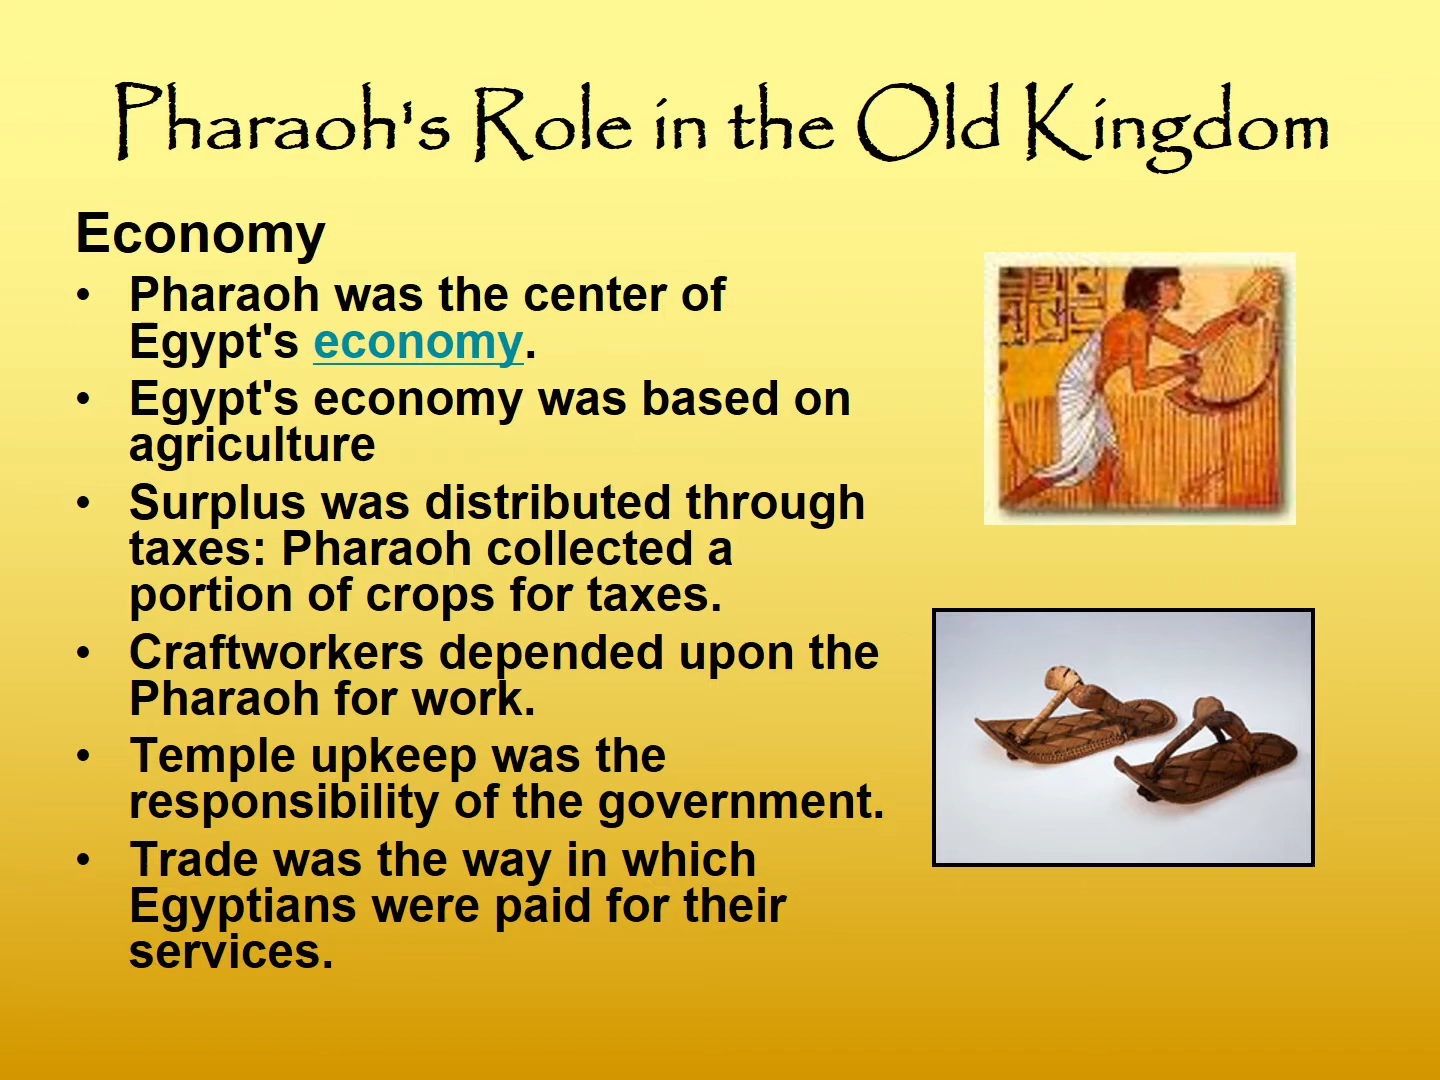 Pharaoh's Role in the Old Kingdom
Economy
• Pharaoh was the center of
Egypt's economy.
• Egypt's economy was based on
agriculture
• Surplus was distributed through
taxes: Pharaoh collected a
portion of crops for taxes.
• Craftworkers depended upon the
Pharaoh for work.
• Temple upkeep was the
responsibility of the government.
• Trade was the way in which
Egyptians were paid for their
services.